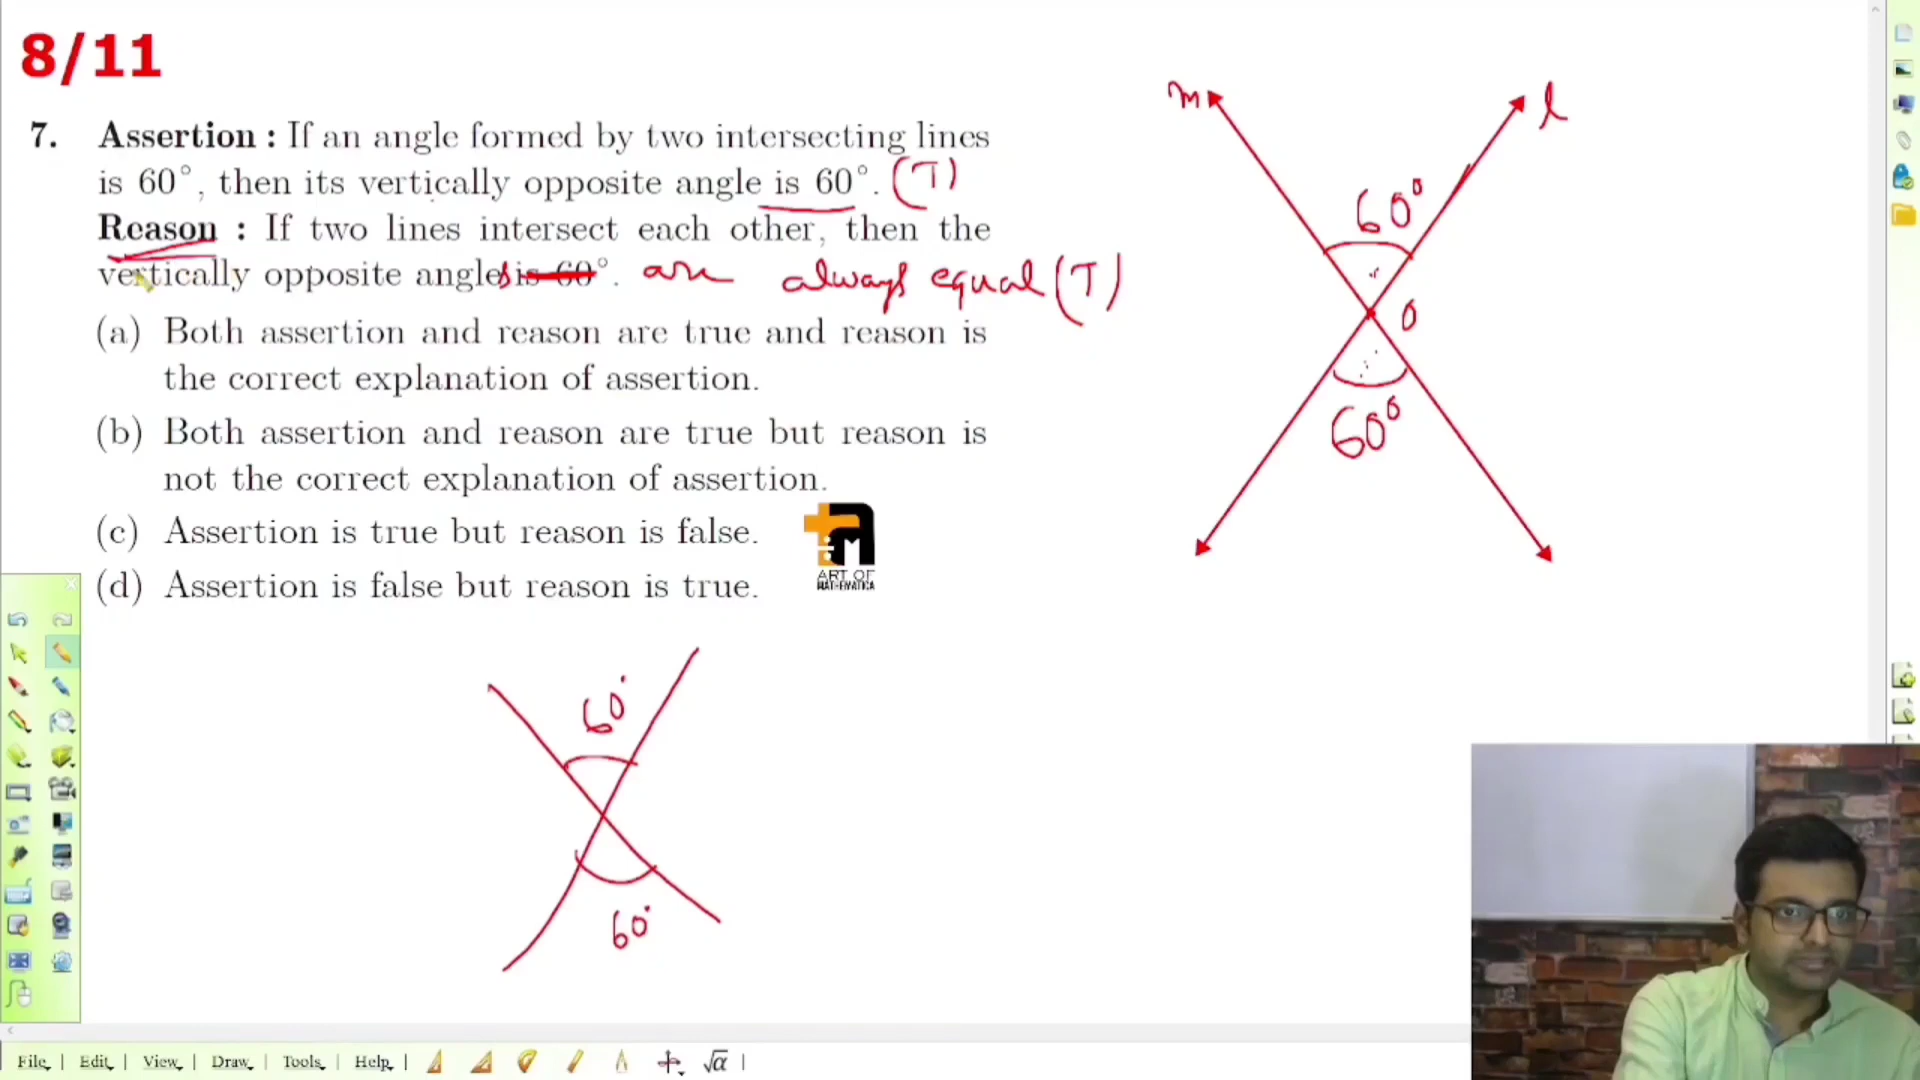 8/11
7. Assertion : If an angle formed by two intersecting lines
is 60°, then its vertically opposite angle is 60°. (T)
Reason : If two lines intersect each other, then the
vertically opposite angles is 60°. are always equal (T)
(a) Both assertion and reason are true and reason is
the correct explanation of assertion.
(b) Both assertion and reason are true but reason is
not the correct explanation of assertion.
(c) Assertion is true but reason is false.
(d) Assertion is false but reason is true.
ART OF
MATHEMATICA
m
l
60°
O
60°
60°
60°
File
Edit
View
Draw
Tools
Help
√α